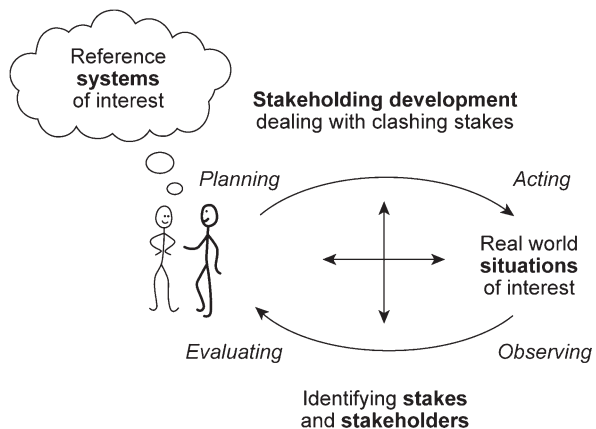 Reference
systems
of interest
Stakeholding development
dealing with clashing stakes
Planning
Acting
Real world
situations
of interest
Evaluating
Observing
Identifying stakes
and stakeholders